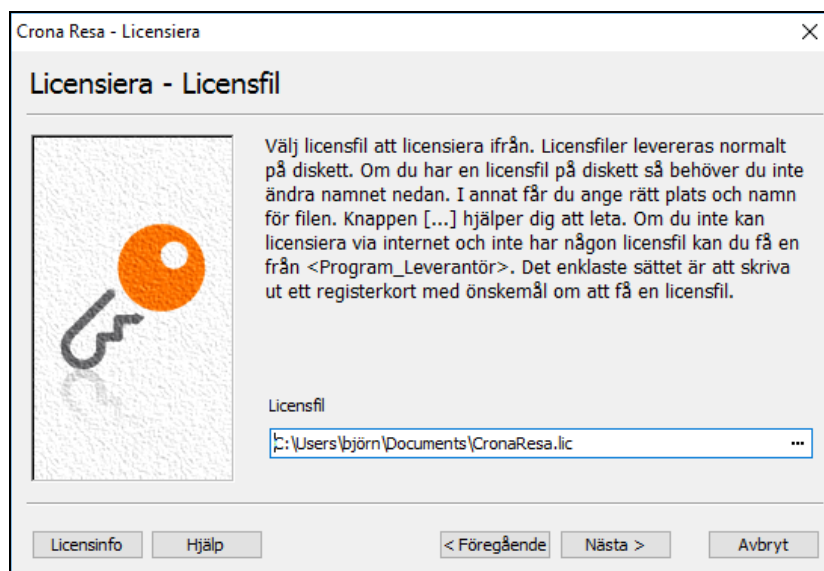 Crona Resa - Licensiera
Licensiera - Licensfil
Välj licensfil att licensiera ifrån. Licensfiler levereras normalt
på diskett. Om du har en licensfil på diskett så behöver du inte
ändra namnet nedan. I annat får du ange rätt plats och namn
för filen. Knappen [...] hjälper dig att leta. Om du inte kan
licensiera via internet och inte har någon licensfil kan du få en
från <Program_Leverantör>. Det enklaste sättet är att skriva
ut ett registerkort med önskemål om att få en licensfil.
Licensfil
C:\Users\björn\Documents\CronaResa.lic ...
Licensinfo Hjälp < Föregående Nästa > Avbryt